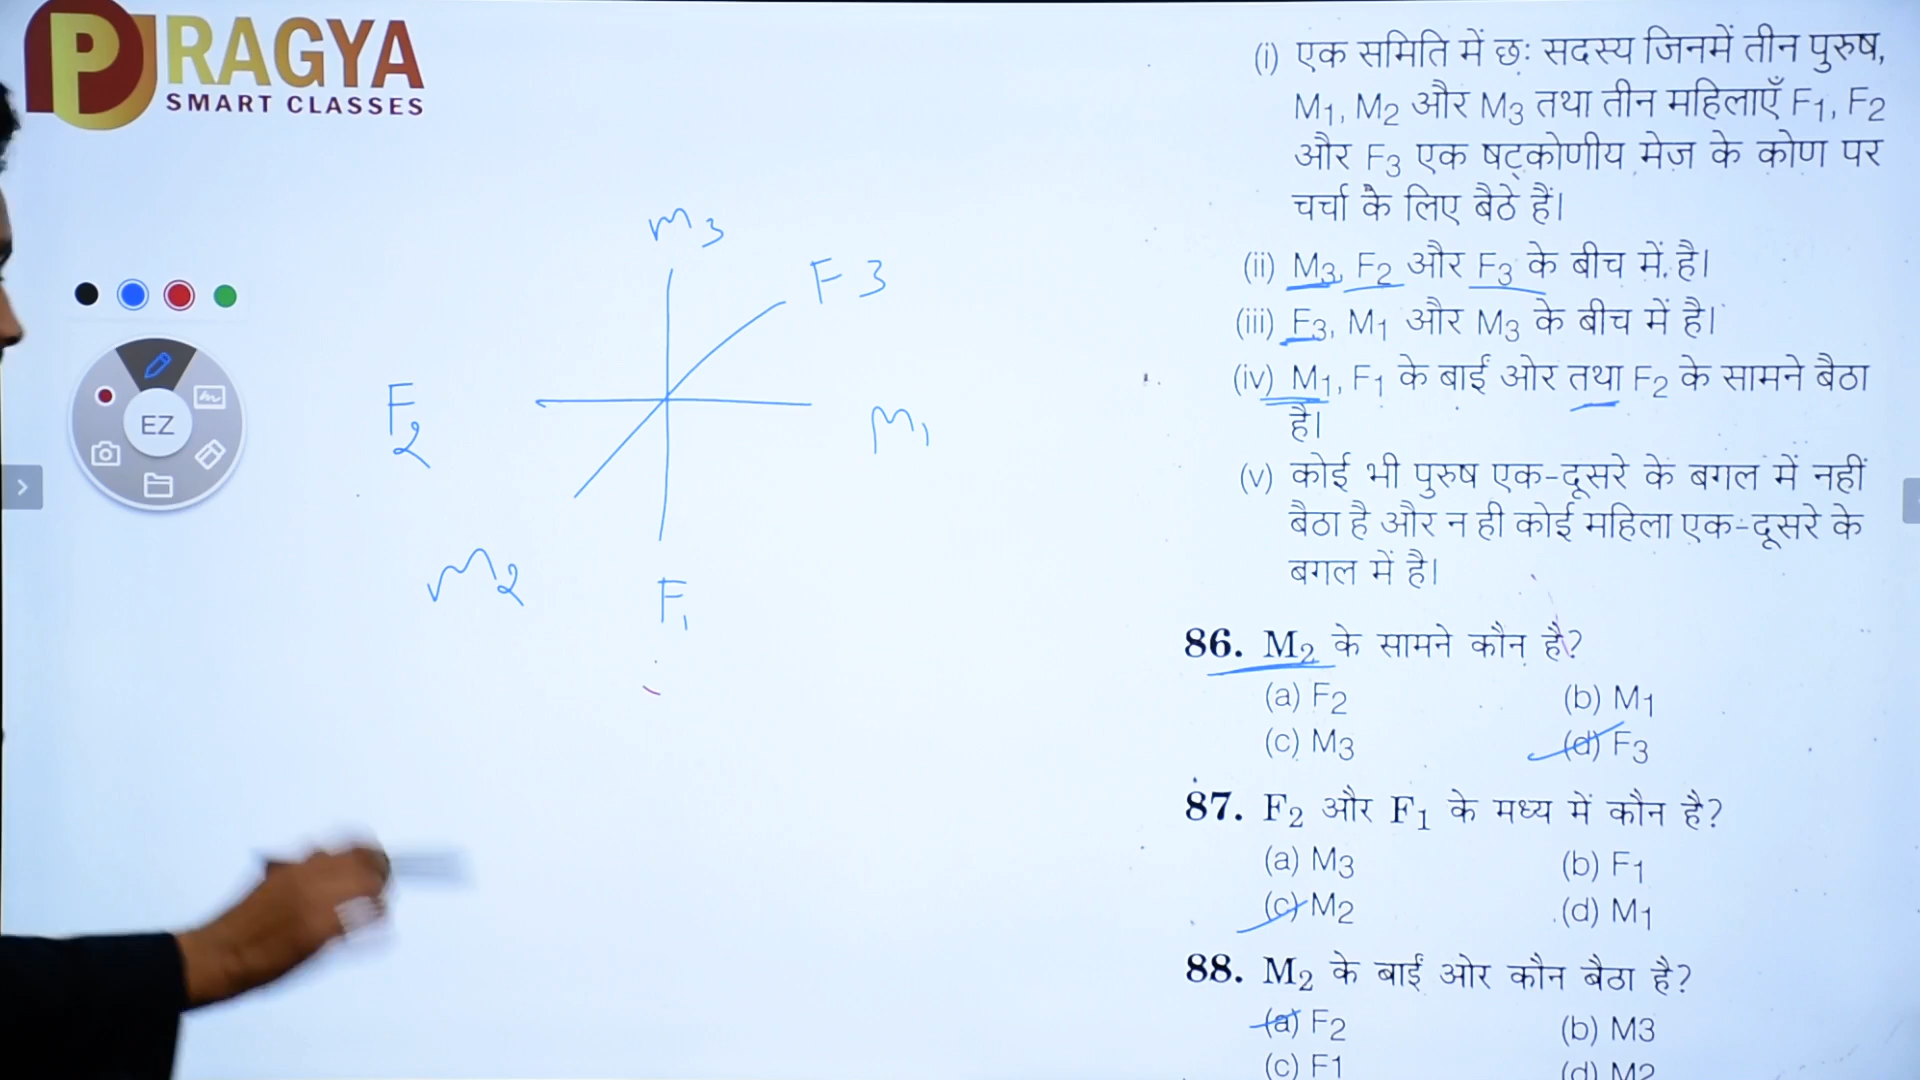 PRAGYA
SMART CLASSES
EZ
M3
F3
F2
M1
M2
F1
(i) एक समिति में छः सदस्य जिनमें तीन पुरुष,
M1, M2 और M3 तथा तीन महिलाएँ F1, F2
और F3 एक षट्कोणीय मेज़ के कोण पर
चर्चा के लिए बैठे हैं।
(ii) M3, F2 और F3 के बीच में है।
(iii) F3, M1 और M3 के बीच में है।
(iv) M1, F1 के बाईं ओर तथा F2 के सामने बैठा
है।
(v) कोई भी पुरुष एक-दूसरे के बगल में नहीं
बैठा है और न ही कोई महिला एक-दूसरे के
बगल में है।
86. M2 के सामने कौन है?
(a) F2 (b) M1
(c) M3 (d) F3
87. F2 और F1 के मध्य में कौन है?
(a) M3 (b) F1
(c) M2 (d) M1
88. M2 के बाईं ओर कौन बैठा है?
(a) F2 (b) M3
(c) F1 (d) M2